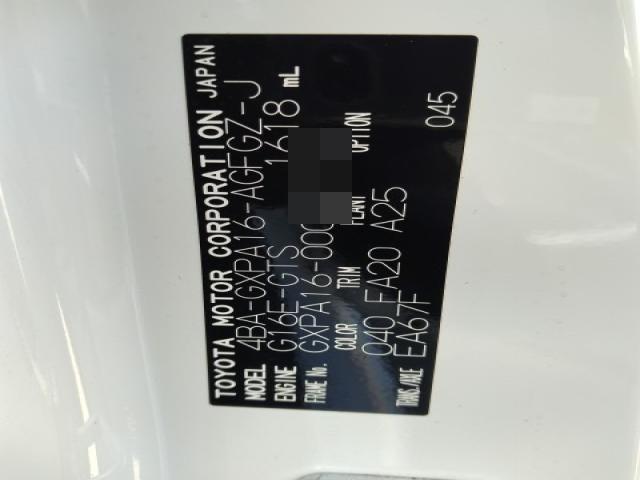 TOYOTA MOTOR CORPORATION JAPAN
MODEL 4BA-GXPA16-AGFGZ-J
ENGINE G16E-GTS 1618 mL
FRAME No. GXPA16-000
COLOR TRIM PLANT OPTION
040 FA20 A25
TRANS./AXLE EA67F 045